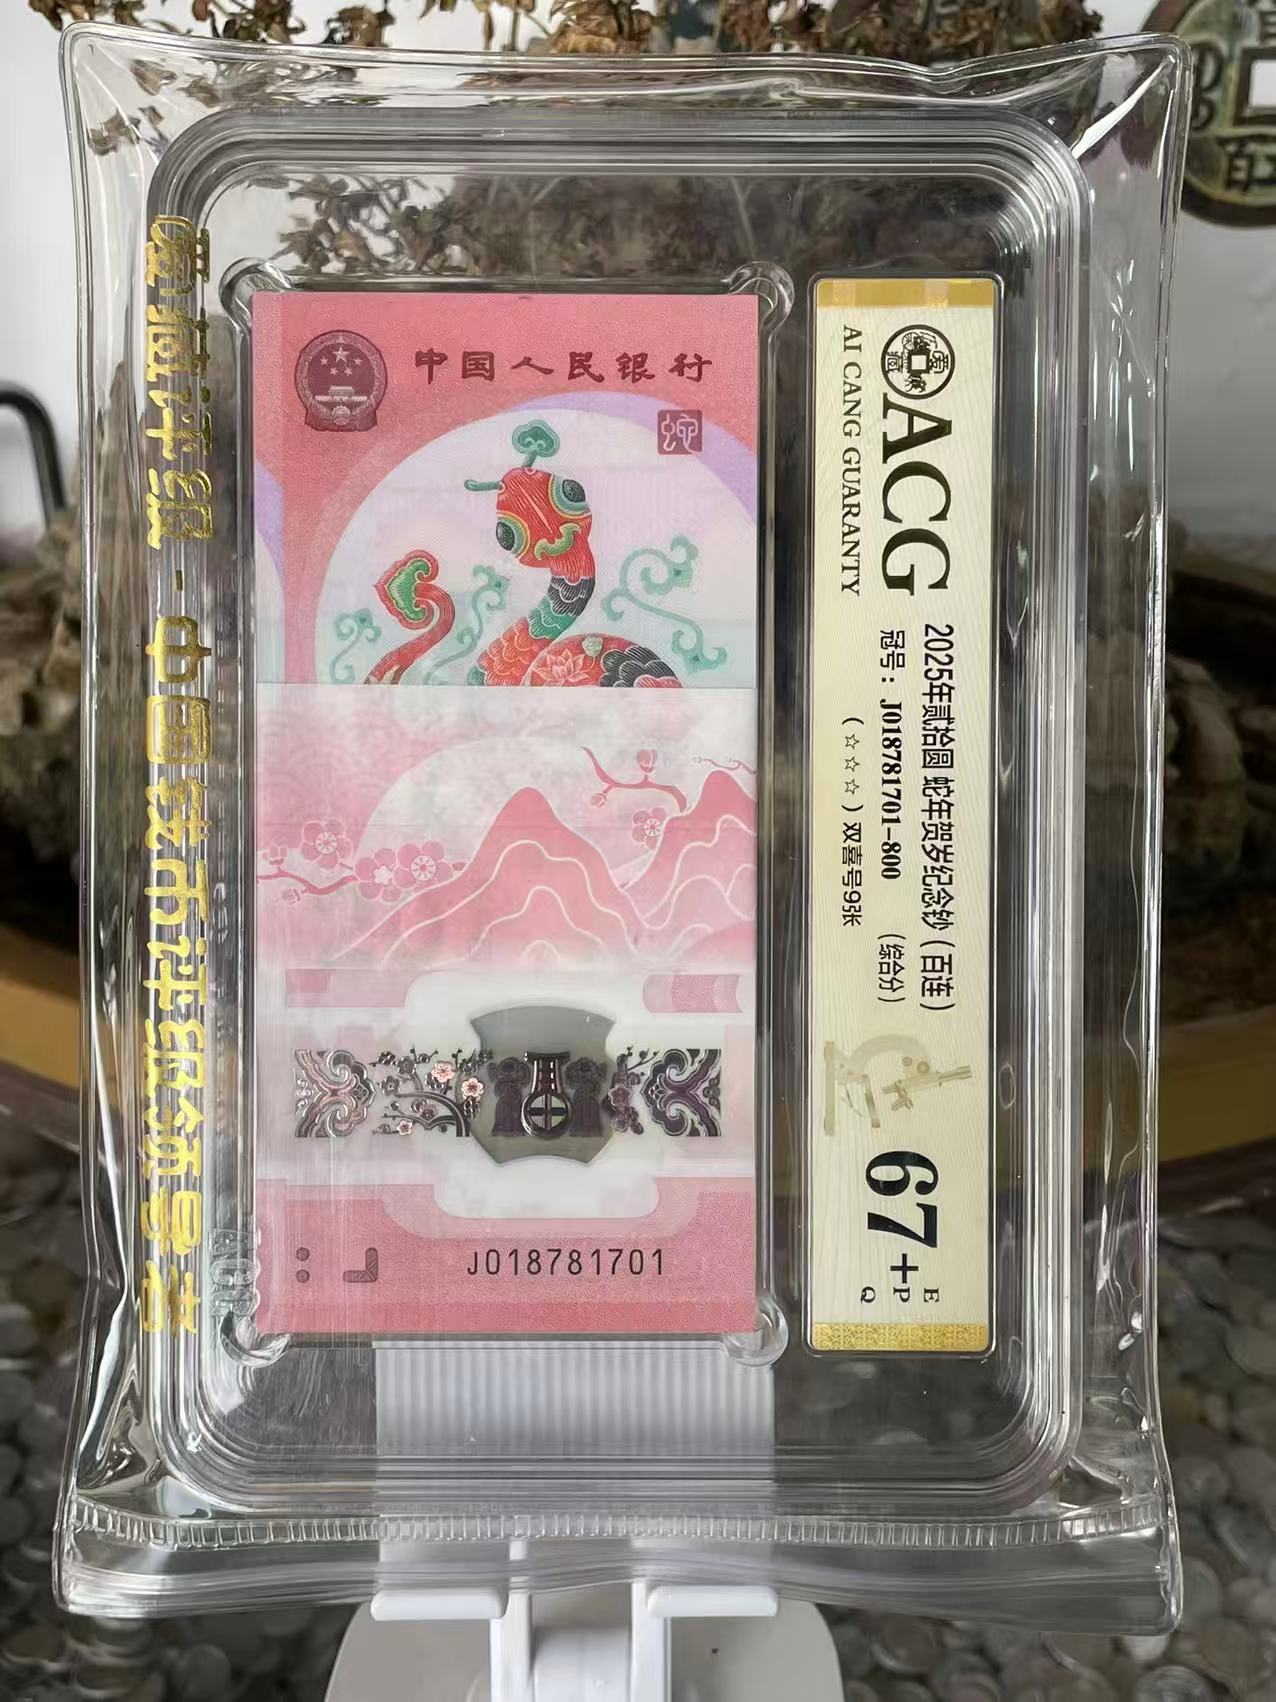 爱藏评级-中国钱币评级领导者
中国人民银行
蛇
J018781701
ACG
AI CANG GUARANTY
2025年贰拾圆 蛇年贺岁纪念钞(百连)
冠号:J018781701-800 (综合分)
(☆☆☆)双喜号9张
67+
E
P
Q